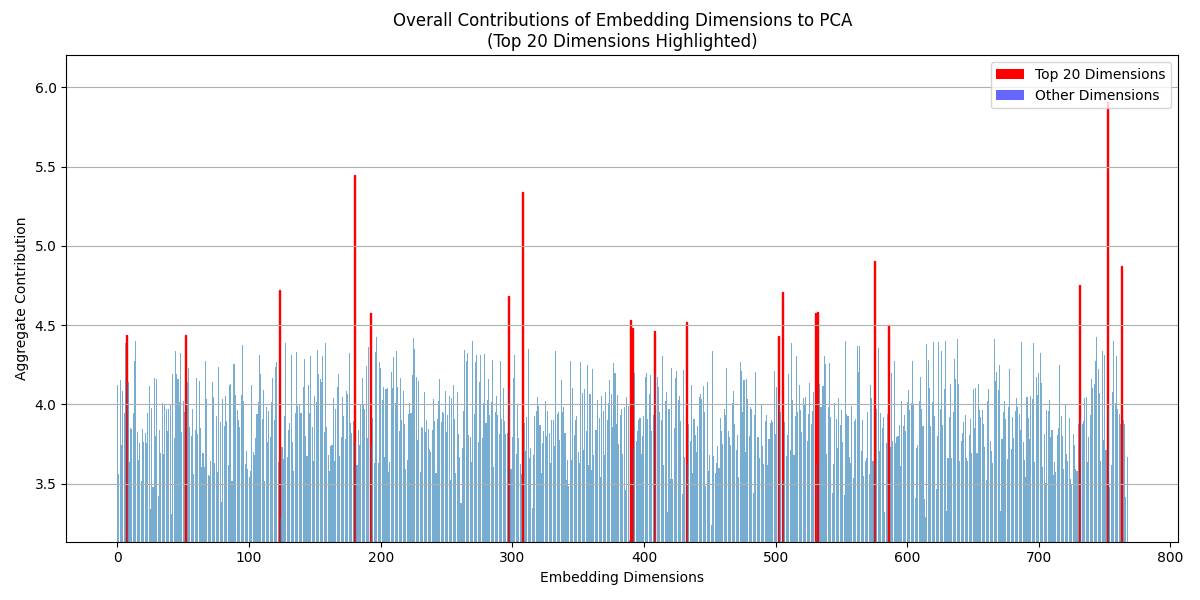 Overall Contributions of Embedding Dimensions to PCA
(Top 20 Dimensions Highlighted)
Top 20 Dimensions
Other Dimensions
Aggregate Contribution
6.0
5.5
5.0
4.5
4.0
3.5
0 100 200 300 400 500 600 700 800
Embedding Dimensions